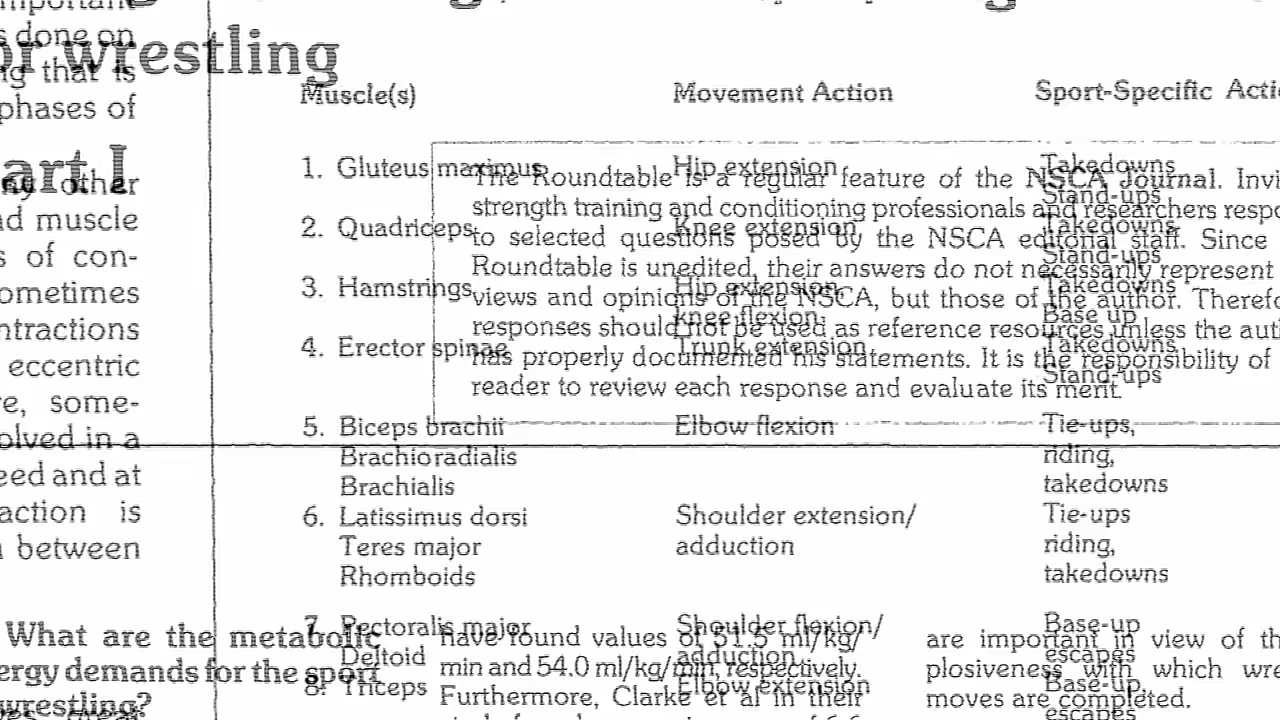 important
s done on
or wrestling
ng that is
phases of
art I
any other
nd muscle
s of con-
ometimes
ntractions
eccentric
re, some-
olved in a
eed and at
action is
between
Muscle(s) Movement Action Sport-Specific Acti
1. Gluteus maximus Hip extension Takedowns
Stand-ups
2. Quadriceps Knee extension Takedowns
Stand-ups
3. Hamstrings Hip extension Takedowns
knee flexion Base up
4. Erector spinae Trunk extension Takedowns
Stand-ups
5. Biceps brachii Elbow flexion Tie-ups,
Brachioradialis riding,
Brachialis takedowns
6. Latissimus dorsi Shoulder extension/ Tie-ups
Teres major adduction riding,
Rhomboids takedowns
7. Pectoralis major Shoulder flexion/ Base-up
Deltoid adduction escapes
8. Triceps Elbow extension Base-up,
escapes
The Roundtable is a regular feature of the NSCA Journal. Invi
strength training and conditioning professionals and researchers respo
to selected questions posed by the NSCA editorial staff. Since
Roundtable is unedited, their answers do not necessarily represent
views and opinions of the NSCA, but those of the author. Therefo
responses should not be used as reference resources unless the aut
has properly documented his statements. It is the responsibility of
reader to review each response and evaluate its merit.
What are the metabolic
ergy demands for the sport
wrestling?
have found values of 51.5 ml/kg/
min and 54.0 ml/kg/min, respectively.
Furthermore, Clarke et al in their
are important in view of th
plosiveness with which wre
moves are completed.